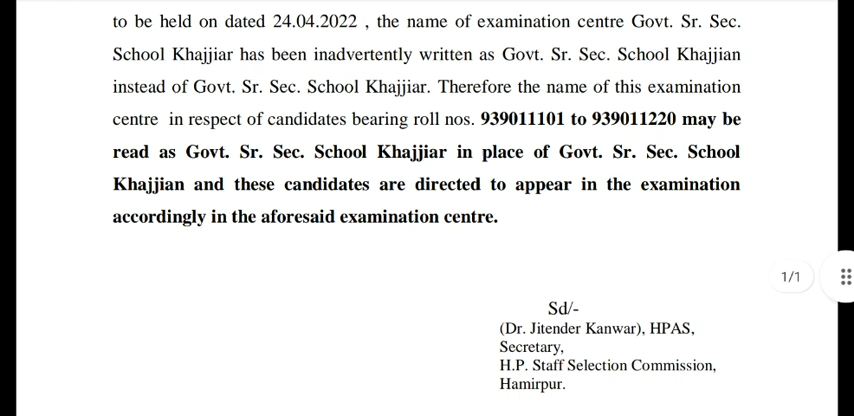 to be held on dated 24.04.2022 , the name of examination centre Govt. Sr. Sec.
School Khajjiar has been inadvertently written as Govt. Sr. Sec. School Khajjian
instead of Govt. Sr. Sec. School Khajjiar. Therefore the name of this examination
centre in respect of candidates bearing roll nos. 939011101 to 939011220 may be
read as Govt. Sr. Sec. School Khajjiar in place of Govt. Sr. Sec. School
Khajjian and these candidates are directed to appear in the examination
accordingly in the aforesaid examination centre.
1/1
Sd/-
(Dr. Jitender Kanwar), HPAS,
Secretary,
H.P. Staff Selection Commission,
Hamirpur.